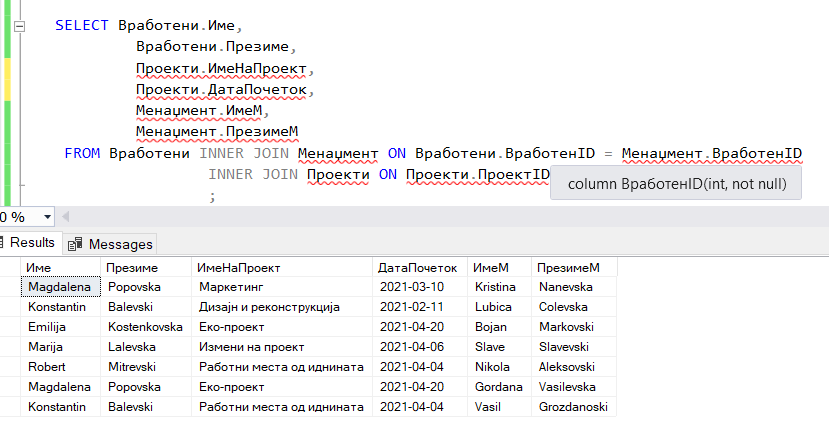 SELECT Вработени.Име,
Вработени.Презиме,
Проекти.ИмеНаПроект,
Проекти.ДатаПочеток,
Менаџмент.ИмеМ,
Менаџмент.ПрезимеМ
FROM Вработени INNER JOIN Менаџмент ON Вработени.ВработенID = Менаџмент.ВработенID
INNER JOIN Проекти ON Проекти.ПроектID
column ВработенID(int, not null)
;
0 %
Results Messages
Име Презиме ИмеНаПроект ДатаПочеток ИмеМ ПрезимеМ
Magdalena Popovska Маркетинг 2021-03-10 Kristina Nanevska
Konstantin Balevski Дизајн и реконструкција 2021-02-11 Lubica Colevska
Emilija Kostenkovska Еко-проект 2021-04-20 Bojan Markovski
Marija Lalevska Измени на проект 2021-04-06 Slave Slavevski
Robert Mitrevski Работни места од иднината 2021-04-04 Nikola Aleksovski
Magdalena Popovska Еко-проект 2021-04-20 Gordana Vasilevska
Konstantin Balevski Работни места од иднината 2021-04-04 Vasil Grozdanoski